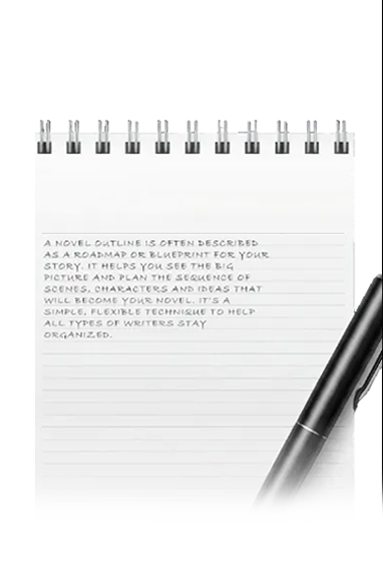 A NOVEL OUTLINE IS OFTEN DESCRIBED
AS A ROADMAP OR BLUEPRINT FOR YOUR
STORY. IT HELPS YOU SEE THE BIG
PICTURE AND PLAN THE SEQUENCE OF
SCENES, CHARACTERS AND IDEAS THAT
WILL BECOME YOUR NOVEL. IT'S A
SIMPLE, FLEXIBLE TECHNIQUE TO HELP
ALL TYPES OF WRITERS STAY
ORGANIZED.